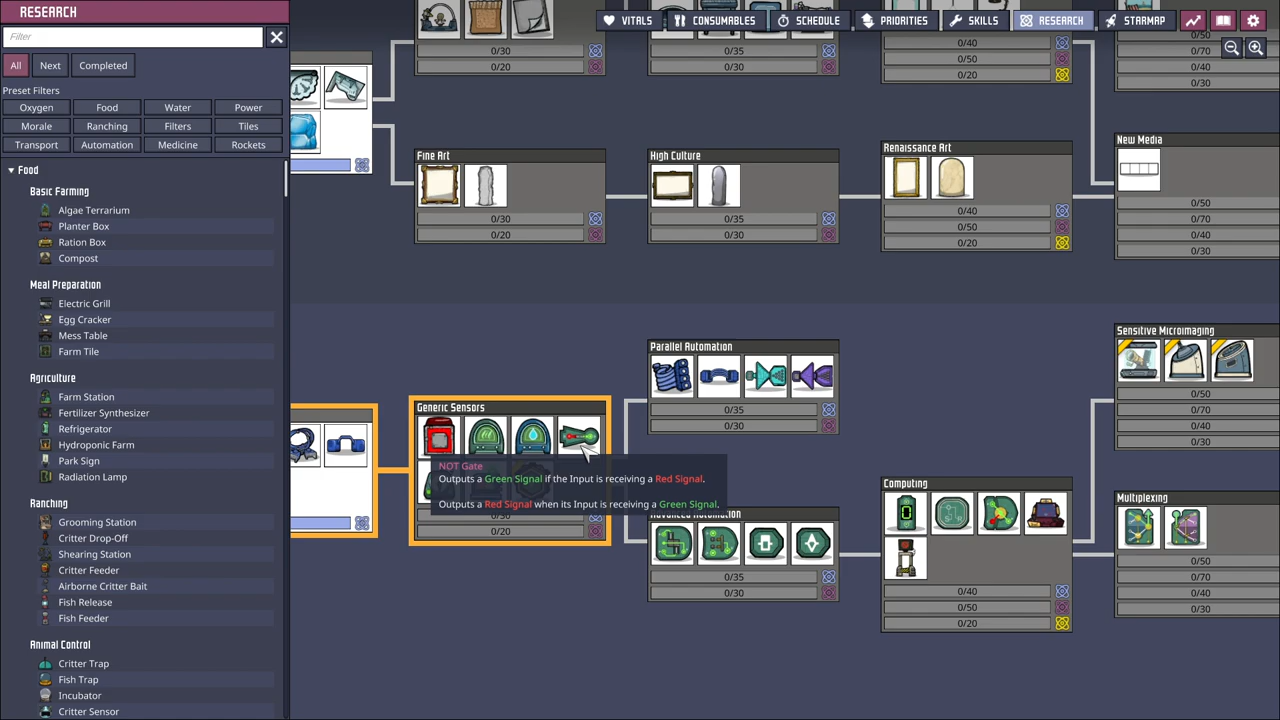 RESEARCH
VITALS
CONSUMABLES
SCHEDULE
PRIORITIES
SKILLS
RESEARCH
STARMAP
Filter
All
Next
Completed
Preset Filters
Oxygen
Food
Water
Power
Morale
Ranching
Filters
Tiles
Transport
Automation
Medicine
Rockets
Food
Basic Farming
Algae Terrarium
Planter Box
Ration Box
Compost
Meal Preparation
Electric Grill
Egg Cracker
Mess Table
Farm Tile
Agriculture
Farm Station
Fertilizer Synthesizer
Refrigerator
Hydroponic Farm
Park Sign
Radiation Lamp
Ranching
Grooming Station
Critter Drop-Off
Shearing Station
Critter Feeder
Airborne Critter Bait
Fish Release
Fish Feeder
Animal Control
Critter Trap
Fish Trap
Incubator
Critter Sensor
0/30
0/20
0/35
0/30
0/40
0/50
0/20
0/50
0/70
0/40
0/30
Fine Art
0/30
0/20
High Culture
0/35
0/30
Renaissance Art
0/40
0/50
0/20
New Media
0/50
0/70
0/40
0/30
Generic Sensors
0/20
NOT Gate
Outputs a Green Signal if the Input is receiving a Red Signal.
Outputs a Red Signal when its Input is receiving a Green Signal.
Parallel Automation
0/35
0/30
Advanced Automation
0/35
0/30
Computing
0
0/40
0/50
0/20
Sensitive Microimaging
0/50
0/70
0/40
0/30
Multiplexing
0/50
0/70
0/40
0/30